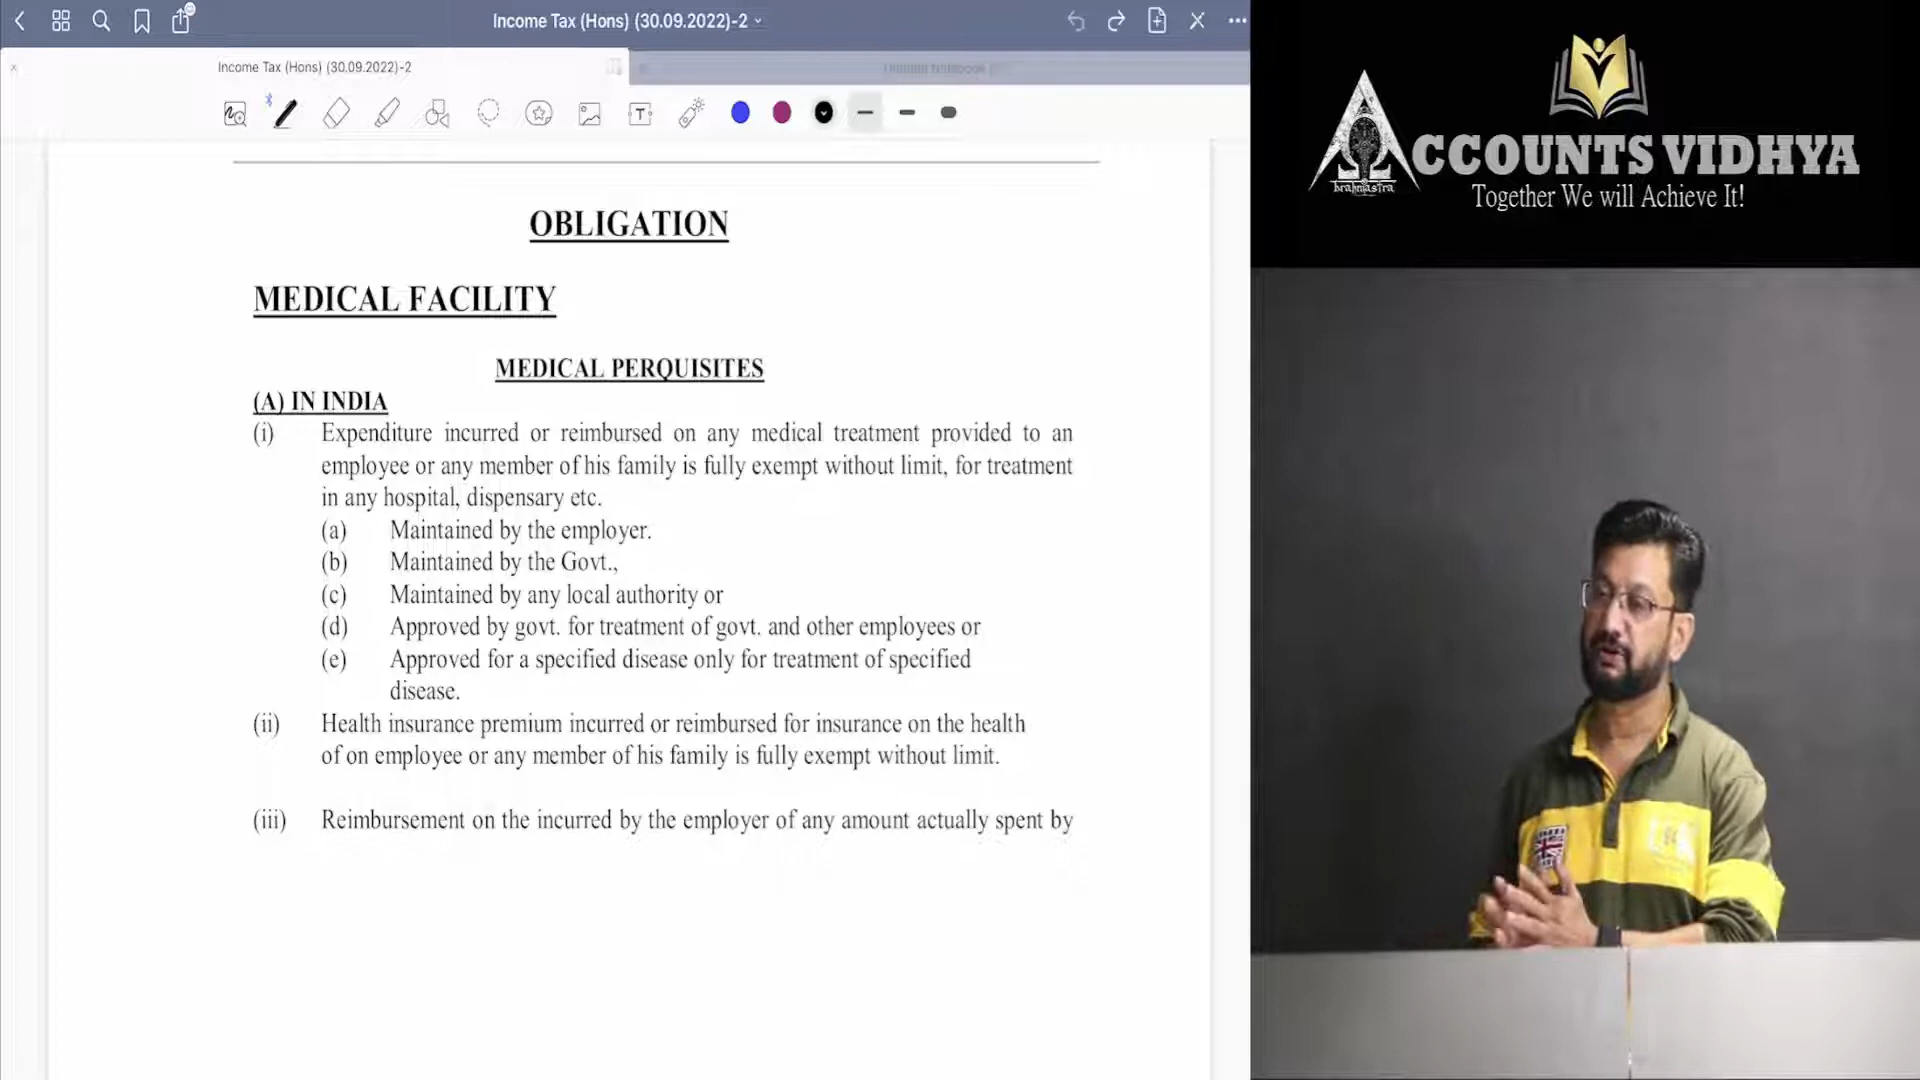 Income Tax (Hons) (30.09.2022)-2
Income Tax (Hons) (30.09.2022)-2
T
OBLIGATION
MEDICAL FACILITY
MEDICAL PERQUISITES
(A) IN INDIA
(i) Expenditure incurred or reimbursed on any medical treatment provided to an
employee or any member of his family is fully exempt without limit, for treatment
in any hospital, dispensary etc.
(a) Maintained by the employer.
(b) Maintained by the Govt.,
(c) Maintained by any local authority or
(d) Approved by govt. for treatment of govt. and other employees or
(e) Approved for a specified disease only for treatment of specified
disease.
(ii) Health insurance premium incurred or reimbursed for insurance on the health
of on employee or any member of his family is fully exempt without limit.
(iii) Reimbursement on the incurred by the employer of any amount actually spent by
ACCOUNTS VIDHYA
brahmastra
Together We will Achieve It!